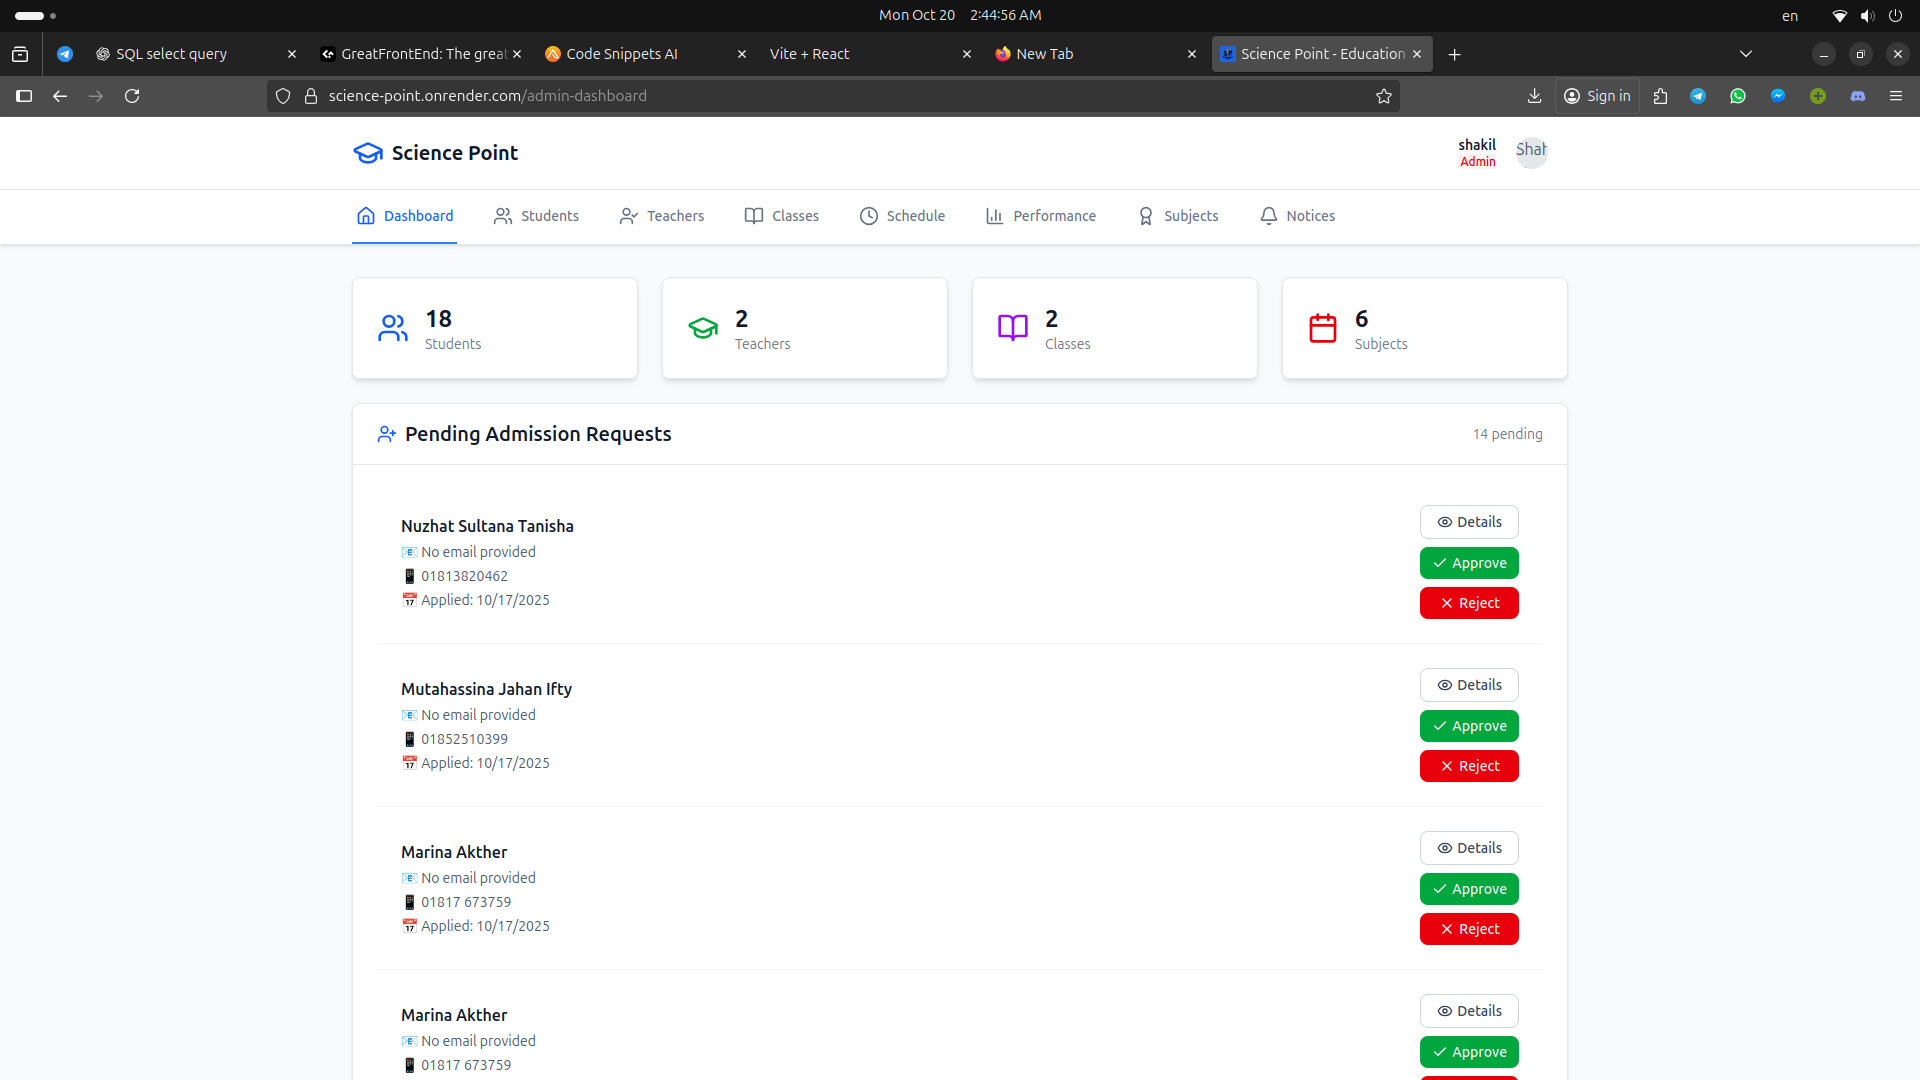 Mon Oct 20 2:44:56 AM
en
SQL select query
GreatFrontEnd: The great
Code Snippets AI
Vite + React
New Tab
Science Point - Education
science-point.onrender.com/admin-dashboard
Sign in
Science Point
shakil
Admin
Shah
Dashboard
Students
Teachers
Classes
Schedule
Performance
Subjects
Notices
18
Students
2
Teachers
2
Classes
6
Subjects
Pending Admission Requests
14 pending
Nuzhat Sultana Tanisha
No email provided
01813820462
Applied: 10/17/2025
Details
Approve
Reject
Mutahassina Jahan Ifty
No email provided
01852510399
Applied: 10/17/2025
Details
Approve
Reject
Marina Akther
No email provided
01817 673759
Applied: 10/17/2025
Details
Approve
Reject
Marina Akther
No email provided
01817 673759
Details
Approve